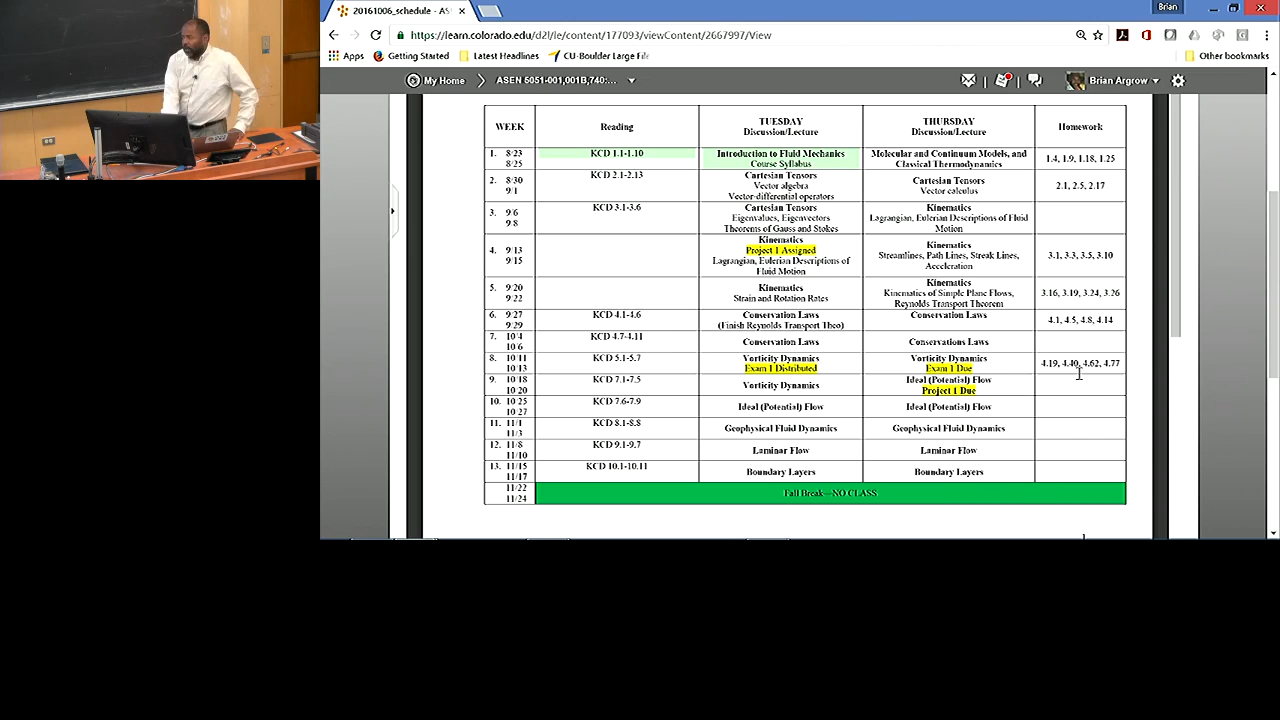 20161006_schedule - AS
Brian
https://learn.colorado.edu/d2l/le/content/177093/viewContent/2667997/View
Apps Getting Started Latest Headlines CU-Boulder Large Fil
Other bookmarks
My Home ASEN 5051-001,001B,740:... Brian Argrow
WEEK Reading TUESDAY Discussion/Lecture THURSDAY Discussion/Lecture Homework
1. 8/23 8/25 KCD 1.1-1.10 Introduction to Fluid Mechanics Course Syllabus Molecular and Continuum Models, and Classical Thermodynamics 1.4, 1.9, 1.18, 1.25
2. 8/30 9/1 KCD 2.1-2.13 Cartesian Tensors Vector algebra Vector-differential operators Cartesian Tensors Vector calculus 2.1, 2.5, 2.17
3. 9/6 9/8 KCD 3.1-3.6 Cartesian Tensors Eigenvalues, Eigenvectors Theorems of Gauss and Stokes Kinematics Lagrangian, Eulerian Descriptions of Fluid Motion
4. 9/13 9/15 Kinematics Project 1 Assigned Lagrangian, Eulerian Descriptions of Fluid Motion Kinematics Streamlines, Path Lines, Streak Lines, Acceleration 3.1, 3.3, 3.5, 3.10
5. 9/20 9/22 Kinematics Strain and Rotation Rates Kinematics Kinematics of Simple Plane Flows, Reynolds Transport Theorem 3.16, 3.19, 3.24, 3.26
6. 9/27 9/29 KCD 4.1-4.6 Conservation Laws (Finish Reynolds Transport Theo) Conservation Laws 4.1, 4.5, 4.8, 4.14
7. 10/4 10/6 KCD 4.7-4.11 Conservation Laws Conservations Laws
8. 10/11 10/13 KCD 5.1-5.7 Vorticity Dynamics Exam 1 Distributed Vorticity Dynamics Exam 1 Due 4.19, 4.40, 4.62, 4.77
9. 10/18 10/20 KCD 7.1-7.5 Vorticity Dynamics Ideal (Potential) Flow Project 1 Due
10. 10/25 10/27 KCD 7.6-7.9 Ideal (Potential) Flow Ideal (Potential) Flow
11. 11/1 11/3 KCD 8.1-8.8 Geophysical Fluid Dynamics Geophysical Fluid Dynamics
12. 11/8 11/10 KCD 9.1-9.7 Laminar Flow Laminar Flow
13. 11/15 11/17 KCD 10.1-10.11 Boundary Layers Boundary Layers
11/22 11/24 Fall Break—NO CLASS